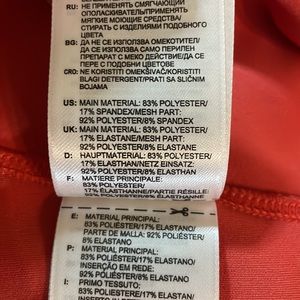 RU: НЕ ПРИМЕНЯТЬ СМЯГЧАЮЩИЙ
ОПОЛАСКИВАТЕЛЬ/ПРИМЕНЯТЬ
МЯГКИЕ МОЮЩИЕ СРЕДСТВА/
СТИРАТЬ С ИЗДЕЛИЯМИ ПОДОБНОГО
ЦВЕТА
BG: ДА НЕ СЕ ИЗПОЛЗВА ОМЕКОТИТЕЛ/
ДА СЕ ИЗПОЛЗВА САМО ПЕРИЛЕН
ПРЕПАРАТ С МЕКО ДЕЙСТВИЕ/ДА СЕ
ПЕРЕ С ПОДОБНИ ЦВЕТОВЕ
CRO: NE KORISTITI OMEKŠIVAČ/KORISTITI
BLAGI DETERGENT/PRATI SA SLIČNIM
BOJAMA
US: MAIN MATERIAL: 83% POLYESTER/
17% SPANDEX/MESH PART:
92% POLYESTER/8% SPANDEX
UK: MAIN MATERIAL: 83% POLYESTER/
17% ELASTANE/MESH PART:
92% POLYESTER/8% ELASTANE
D: HAUPTMATERIAL: 83% POLYESTER/
17% ELASTHAN/NETZ EINSATZ:
92% POLYESTER/8% ELASTHAN
F: MATIERE PRINCIPALE:
83% POLYESTER/
17% ELASTHANNE/PARTIE RÉSILLE:
92% POLYESTER/8% ELASTHANNE
E: MATERIAL PRINCIPAL:
83% POLIÉSTER/17% ELASTANO/
PARTE DE MALLA: 92% POLIÉSTER/
8% ELASTANO
P: MATERIAL PRINCIPAL:
83% POLIÉSTER/17% ELASTANO/
INSERÇÃO EM REDE:
92% POLIÉSTER/8% ELASTANO
I: PRIMO TESSUTO:
83% POLIESTERE/17% ELASTAN/